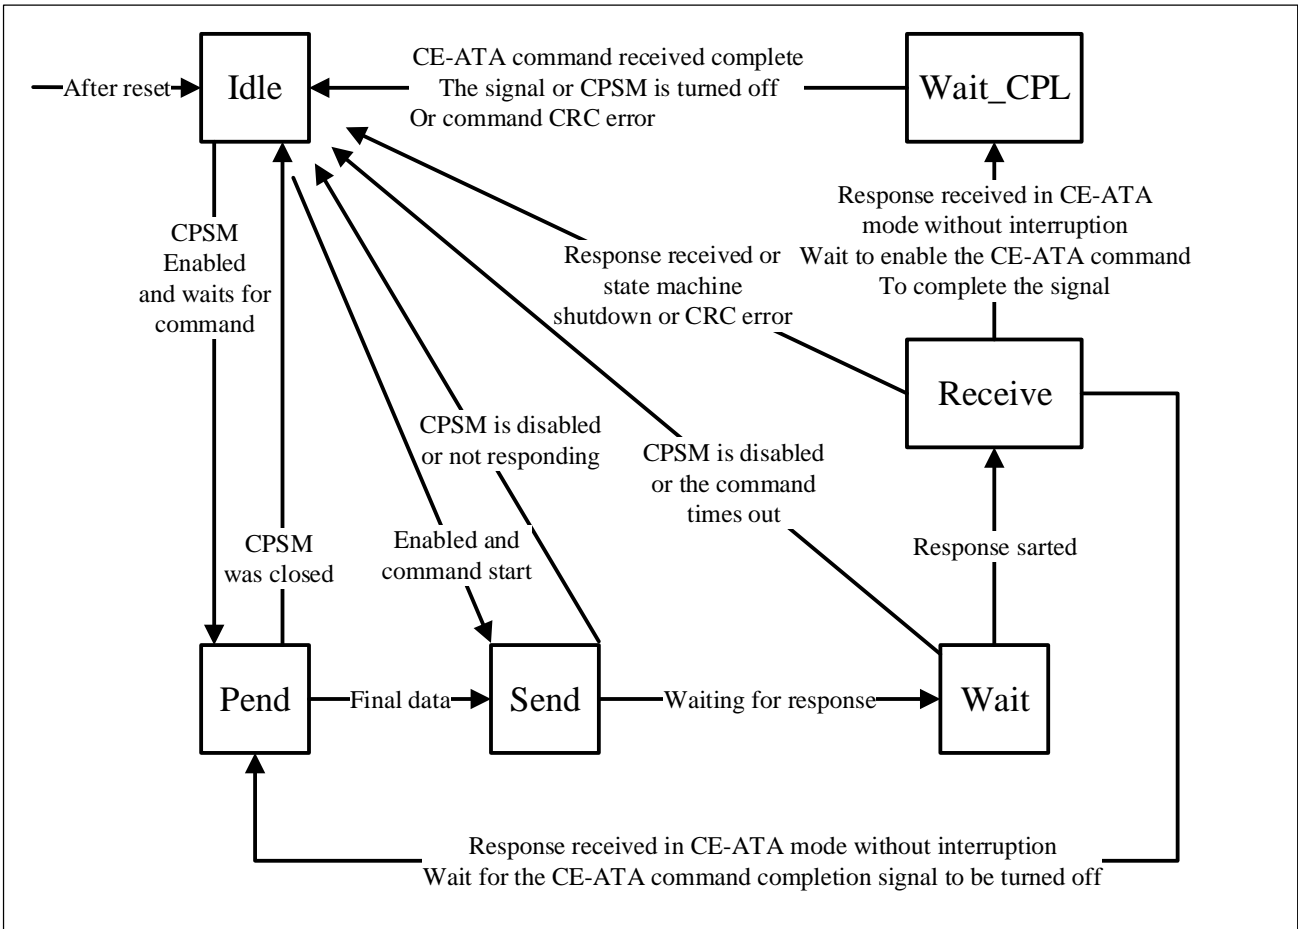 CE-ATA command received complete
The signal or CPSM is turned off
Or command CRC error
After reset
Idle
Wait_CPL
Response received in CE-ATA
mode without interruption
Wait to enable the CE-ATA command
To complete the signal
CPSM
Enabled
and waits for
command
Response received or
state machine
shutdown or CRC error
Receive
CPSM is disabled
or not responding
CPSM is disabled
or the command
times out
CPSM
was closed
Enabled and
command start
Response sarted
Pend
Final data
Send
Waiting for response
Wait
Response received in CE-ATA mode without interruption
Wait for the CE-ATA command completion signal to be turned off